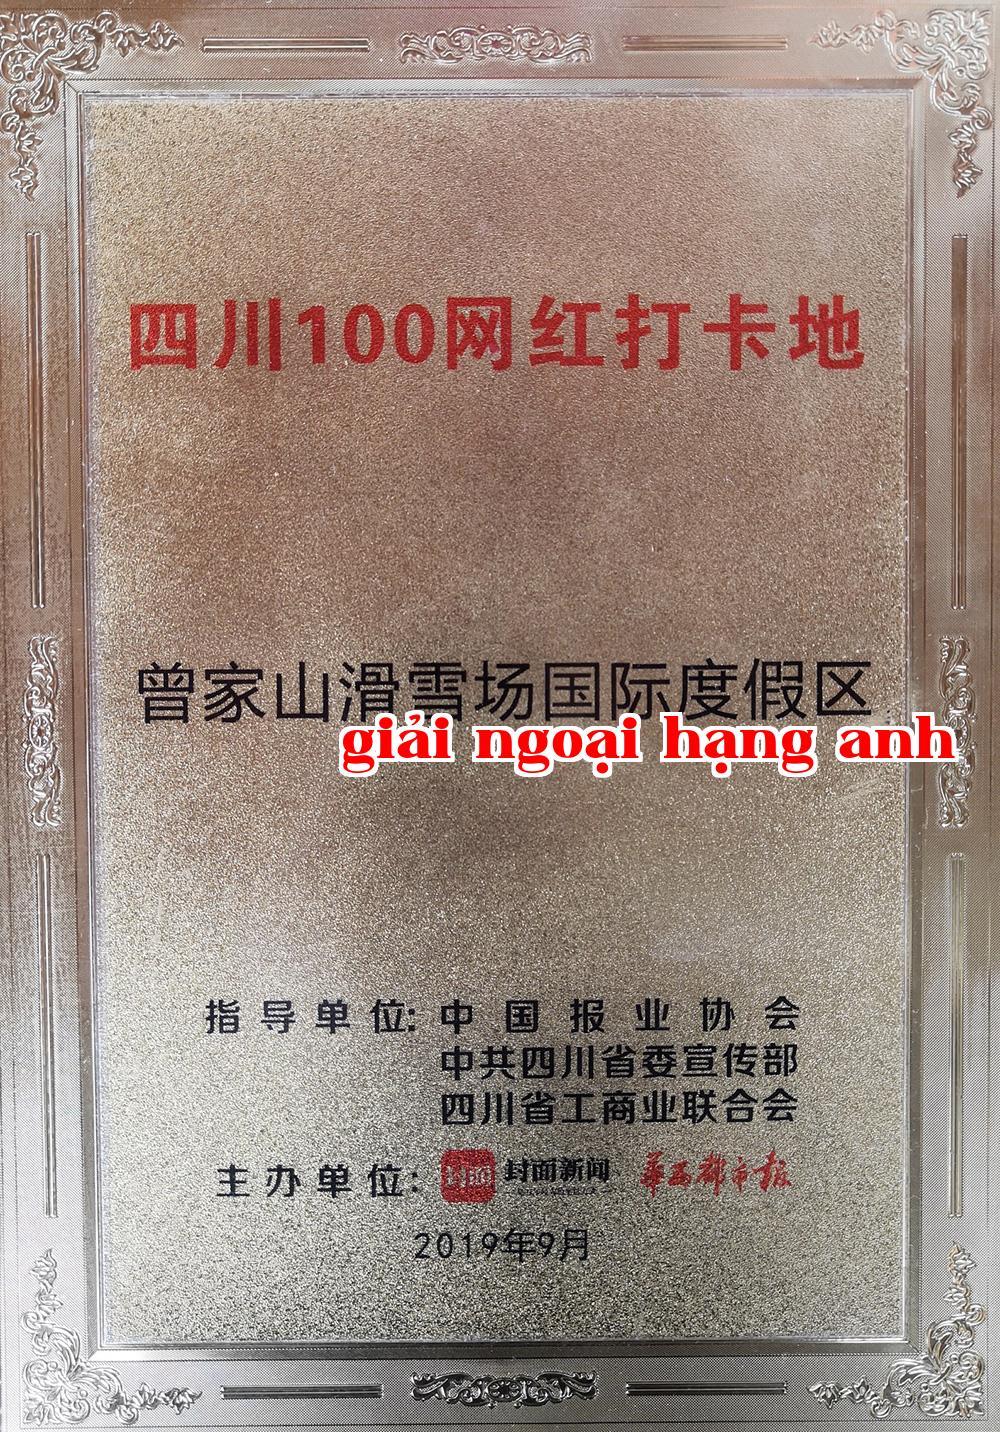 四川100网红打卡地
曾家山滑雪场国际度假区
giải ngoại hạng anh
指导单位:中国报业协会
中共四川省委宣传部
四川省工商业联合会
主办单位:封面 封面新闻 华西都市报
2019年9月